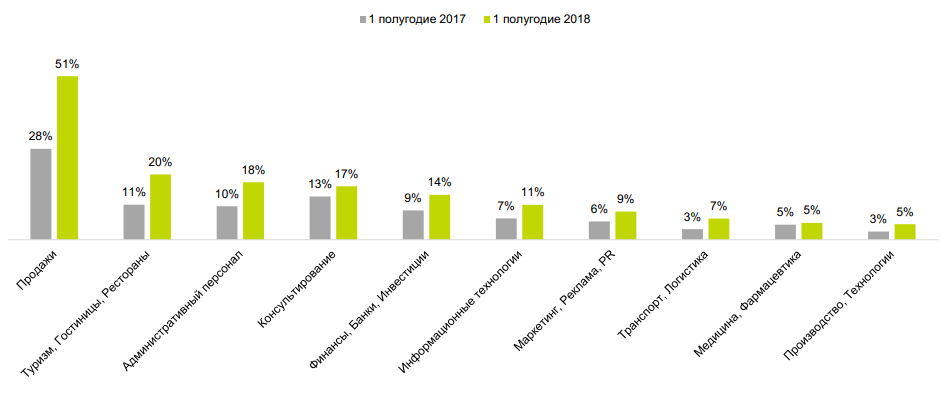 1 полугодие 2017 1 полугодие 2018
51%
28%
11% 20%
10% 18%
13% 17%
9% 14%
7% 11%
6% 9%
3% 7%
5% 5%
3% 5%
Продажи
Туризм, Гостиницы, Рестораны
Административный персонал
Консультирование
Финансы, Банки, Инвестиции
Информационные технологии
Маркетинг, Реклама, PR
Транспорт, Логистика
Медицина, Фармацевтика
Производство, Технологии